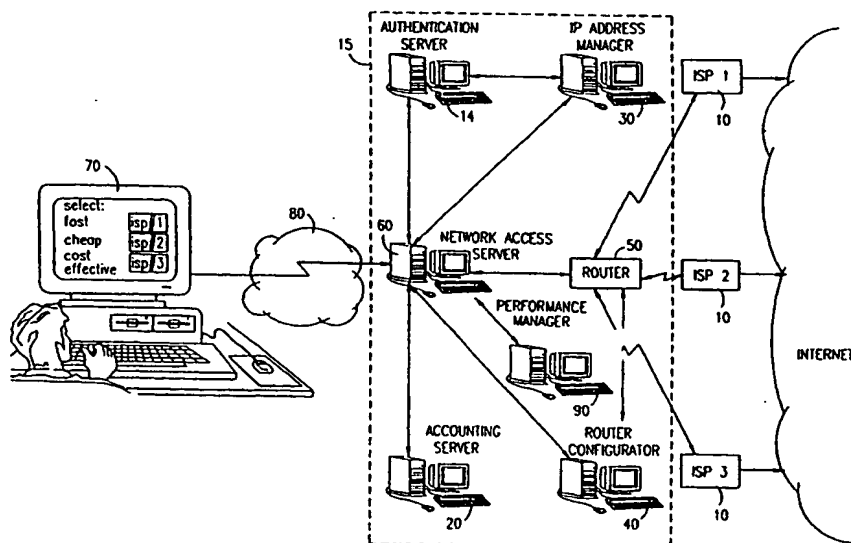 AUTHENTICATION
SERVER
IP ADDRESS
MANAGER
15
14
30
ISP 1
10
70
select:
fast
isp 1
cheap
isp 2
cost
effective
isp 3
80
60
NETWORK ACCESS
SERVER
50
ROUTER
ISP 2
10
PERFORMANCE
MANAGER
90
INTERNET
ACCOUNTING
SERVER
20
ROUTER
CONFIGURATOR
40
ISP 3
10